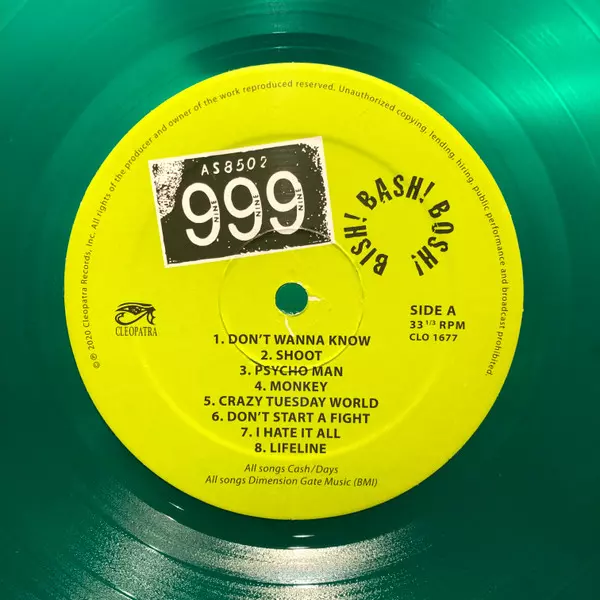 ©℗ 2020 Cleopatra Records, Inc. All rights of the producer and owner of the work reproduced reserved. Unauthorized copying, lending, hiring, public performance and broadcast prohibited.
AS8502
999
NINE NINE NINE
BISH! BASH! BOSH!
CLEOPATRA
SIDE A
33 1/3 RPM
CLO 1677
1. DON'T WANNA KNOW
2. SHOOT
3. PSYCHO MAN
4. MONKEY
5. CRAZY TUESDAY WORLD
6. DON'T START A FIGHT
7. I HATE IT ALL
8. LIFELINE
All songs Cash/Days
All songs Dimension Gate Music (BMI)